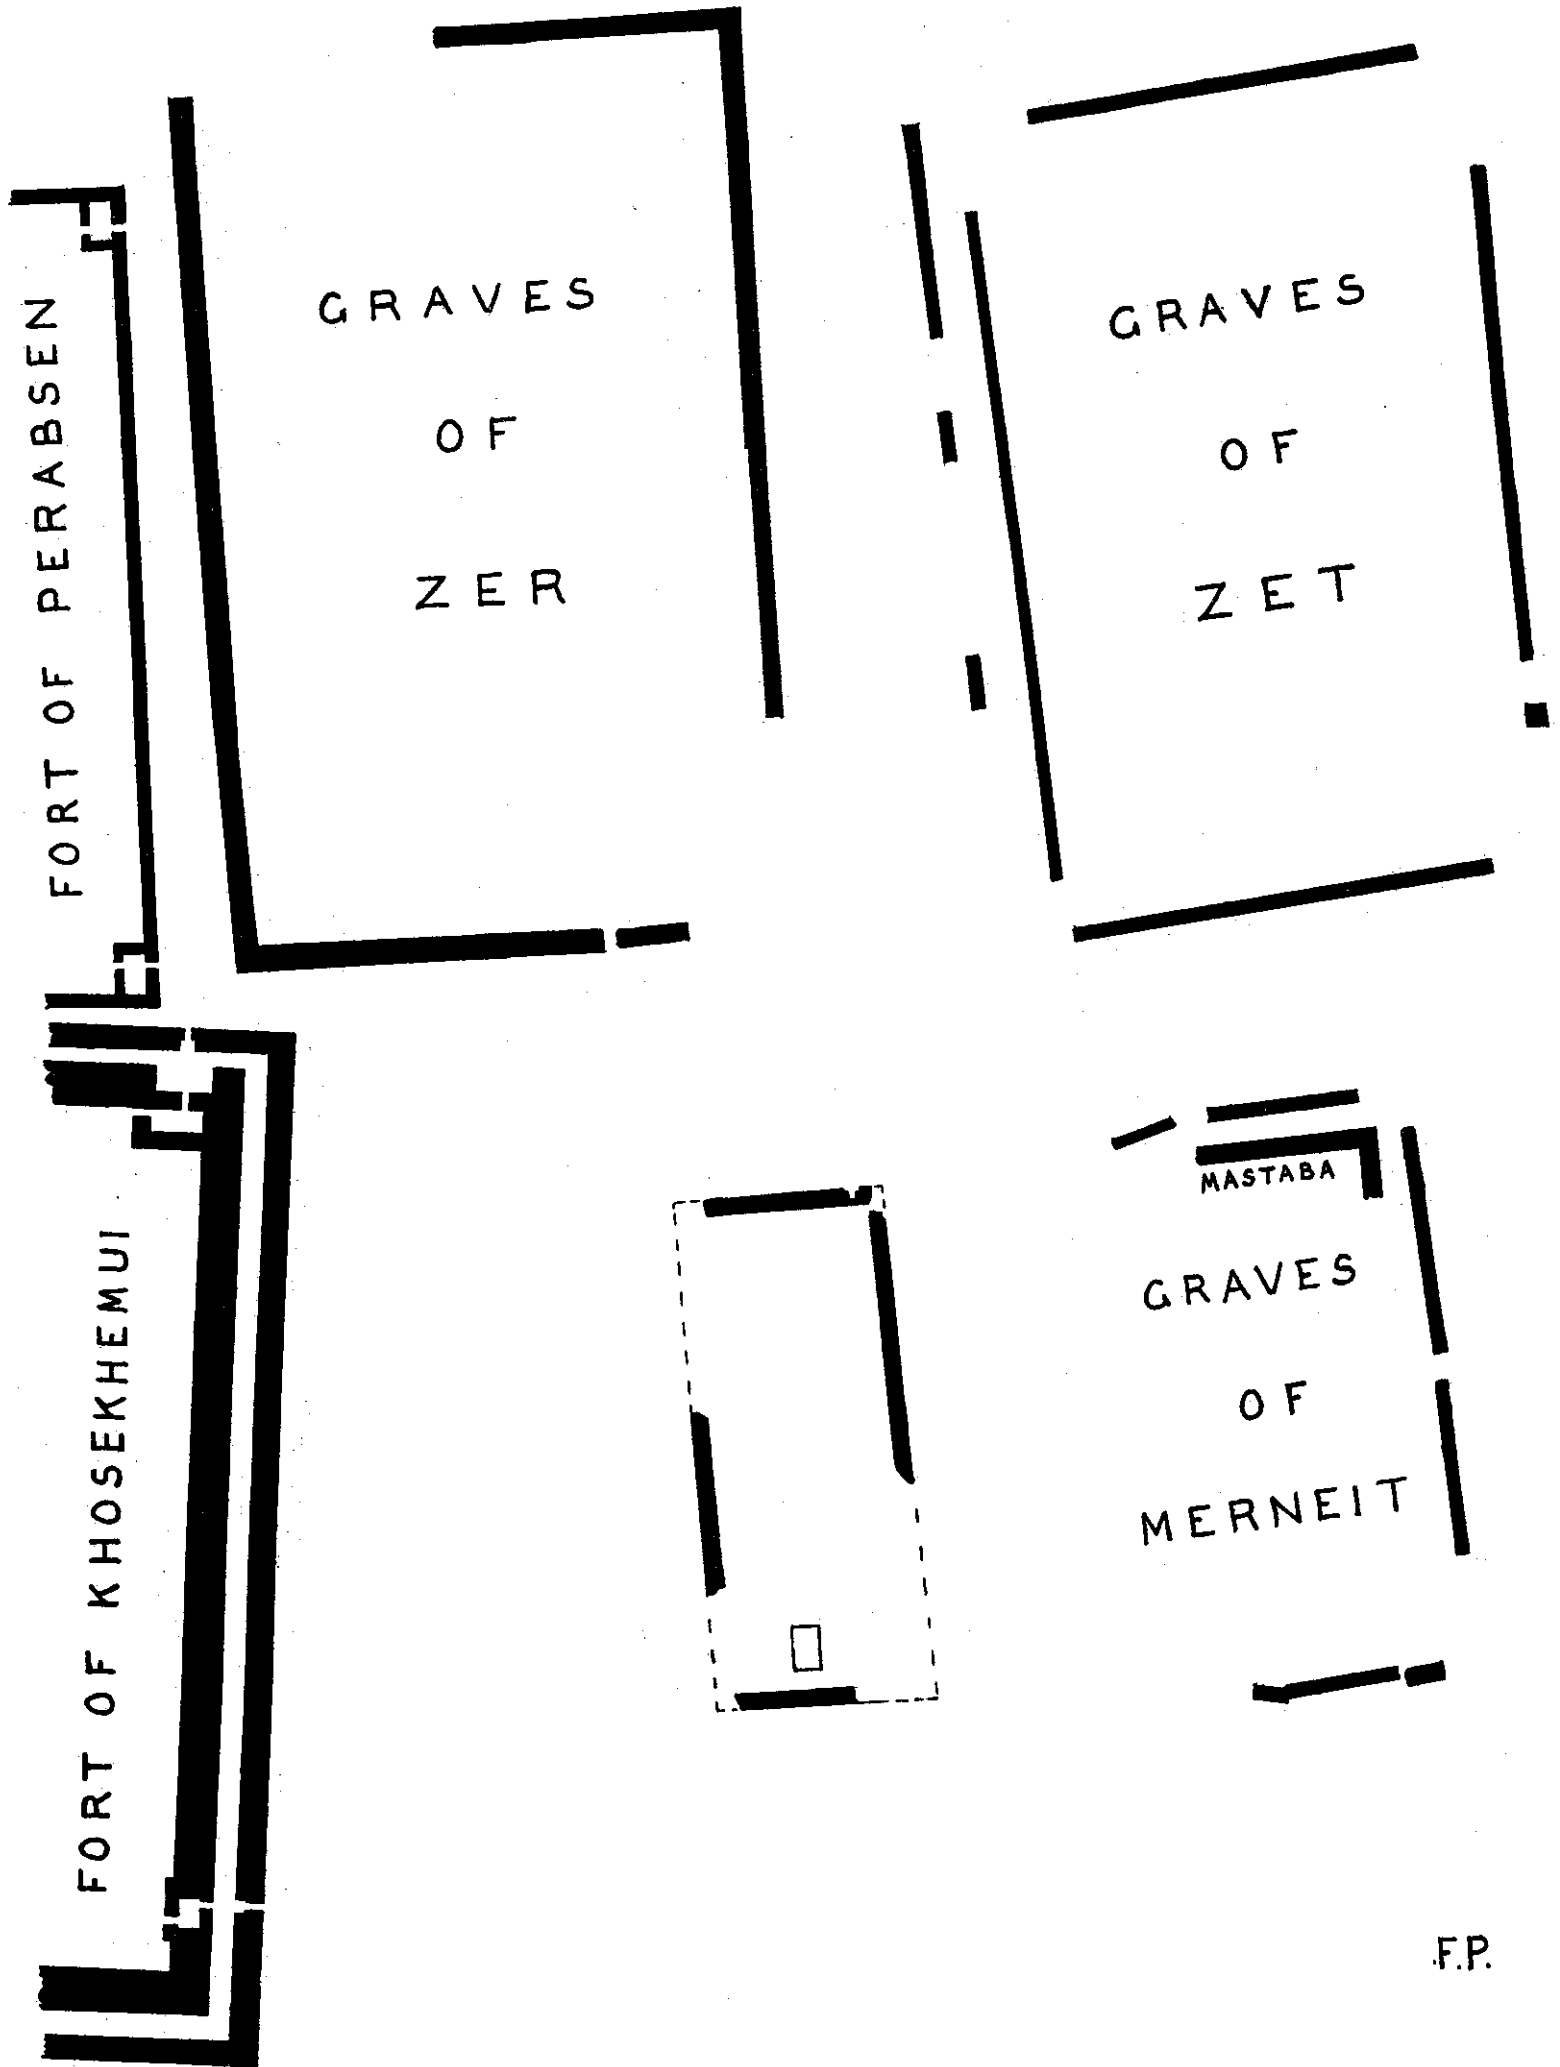 FORT OF PERABSEN
GRAVES
OF
ZER
GRAVES
OF
ZET
FORT OF KHOSEKHEMUI
MASTABA
GRAVES
OF
MERNEIT
F.P.